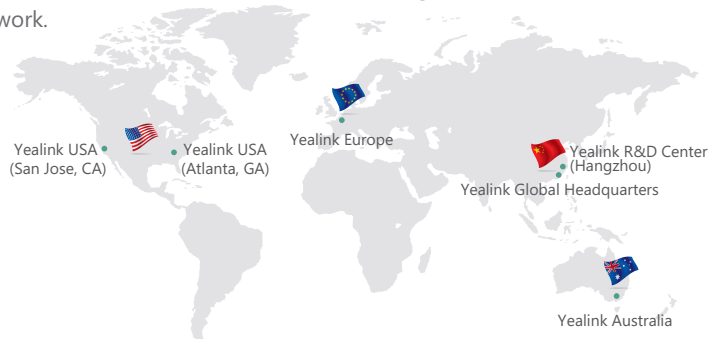 work.
Yealink USA
(San Jose, CA)
Yealink USA
(Atlanta, GA)
Yealink Europe
Yealink R&D Center
(Hangzhou)
Yealink Global Headquarters
Yealink Australia